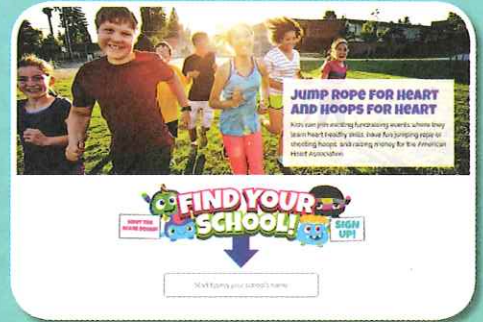 JUMP ROPE FOR HEART
AND HOOPS FOR HEART
Kids can join exciting fundraising events where they
learn heart healthy skills, have fun jumping rope or
shooting hoops, and raising money for the American
Heart Association.
FIND YOUR
SCHOOL!
SIGN
UP!
Start typing your school's name